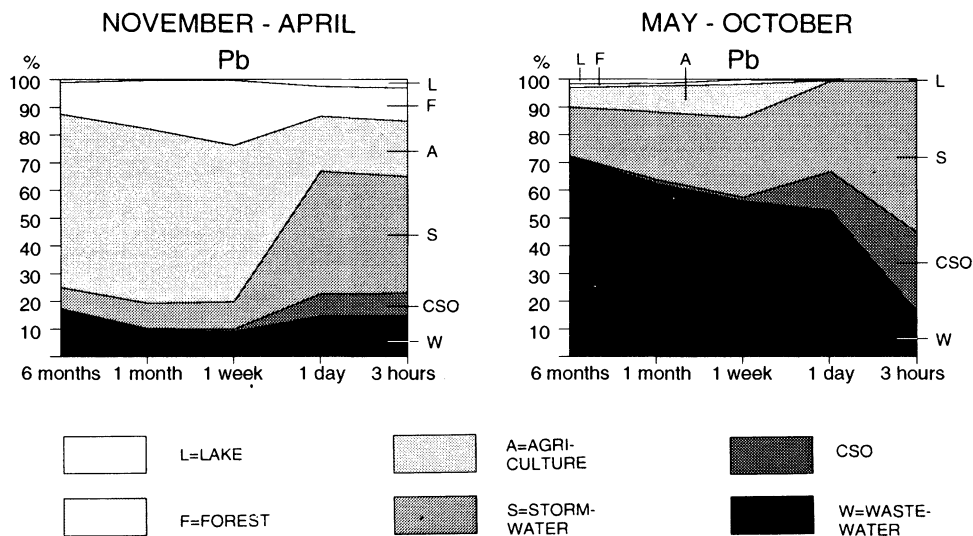 NOVEMBER - APRIL
Pb
%
100
90
80
70
60
50
40
30
20
10
L
F
A
S
CSO
W
6 months 1 month 1 week 1 day 3 hours
MAY - OCTOBER
Pb
%
L F A
100
90
80
70
60
50
40
30
20
10
L
S
CSO
W
6 months 1 month 1 week 1 day 3 hours
L=LAKE
A=AGRI-
CULTURE
CSO
F=FOREST
S=STORM-
WATER
W=WASTE-
WATER